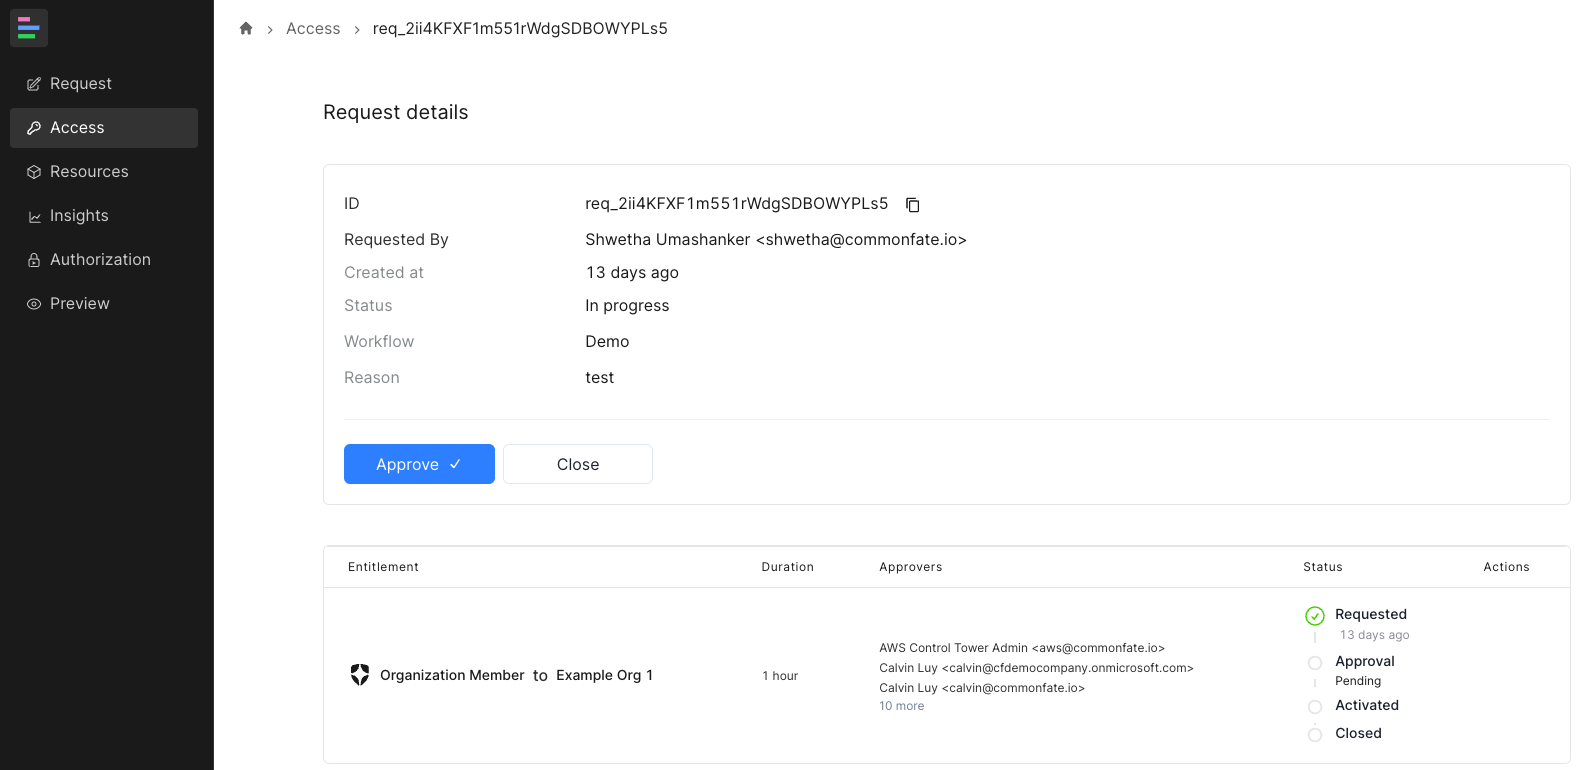 Access
req_2ii4KFXF1m551rWdgSDBOWYPLs5
Request
Access
Resources
Insights
Authorization
Preview
Request details
ID req_2ii4KFXF1m551rWdgSDBOWYPLs5
Requested By Shwetha Umashanker <shwetha@commonfate.io>
Created at 13 days ago
Status In progress
Workflow Demo
Reason test
Approve Close
Entitlement Duration Approvers Status Actions
Organization Member to Example Org 1
1 hour
AWS Control Tower Admin <aws@commonfate.io>
Calvin Luy <calvin@cfdemocompany.onmicrosoft.com>
Calvin Luy <calvin@commonfate.io>
10 more
Requested
13 days ago
Approval
Pending
Activated
Closed